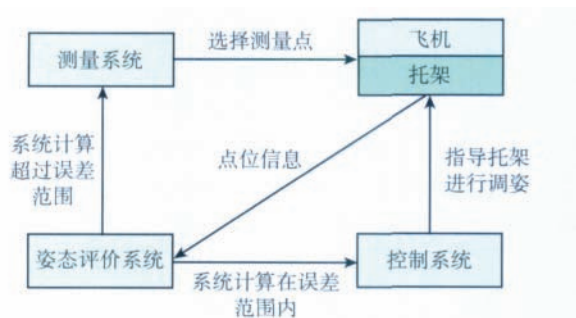 测量系统
选择测量点
飞机
托架
系统计算
超过误差
范围
点位信息
指导托架
进行调姿
姿态评价系统
系统计算在误差
范围内
控制系统